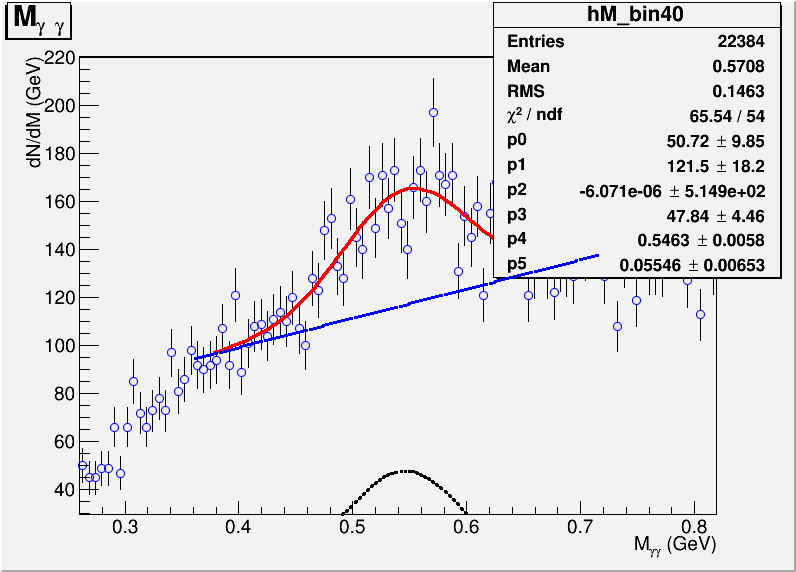 M γ γ
hM_bin40
Entries 22384
Mean 0.5708
RMS 0.1463
χ² / ndf 65.54 / 54
p0 50.72 ± 9.85
p1 121.5 ± 18.2
p2 -6.071e-06 ± 5.149e+02
p3 47.84 ± 4.46
p4 0.5463 ± 0.0058
p5 0.05546 ± 0.00653
dN/dM (GeV)
220
200
180
160
140
120
100
80
60
40
0.3 0.4 0.5 0.6 0.7 0.8
Mγγ (GeV)